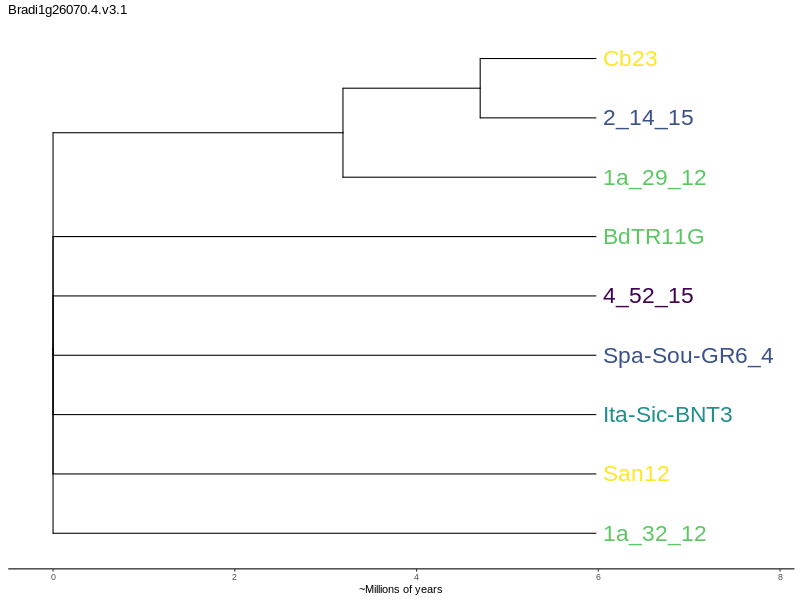 Bradi1g26070.4.v3.1
Cb23
2_14_15
1a_29_12
BdTR11G
4_52_15
Spa-Sou-GR6_4
Ita-Sic-BNT3
San12
1a_32_12
0 2 4 6 8
~Millions of years